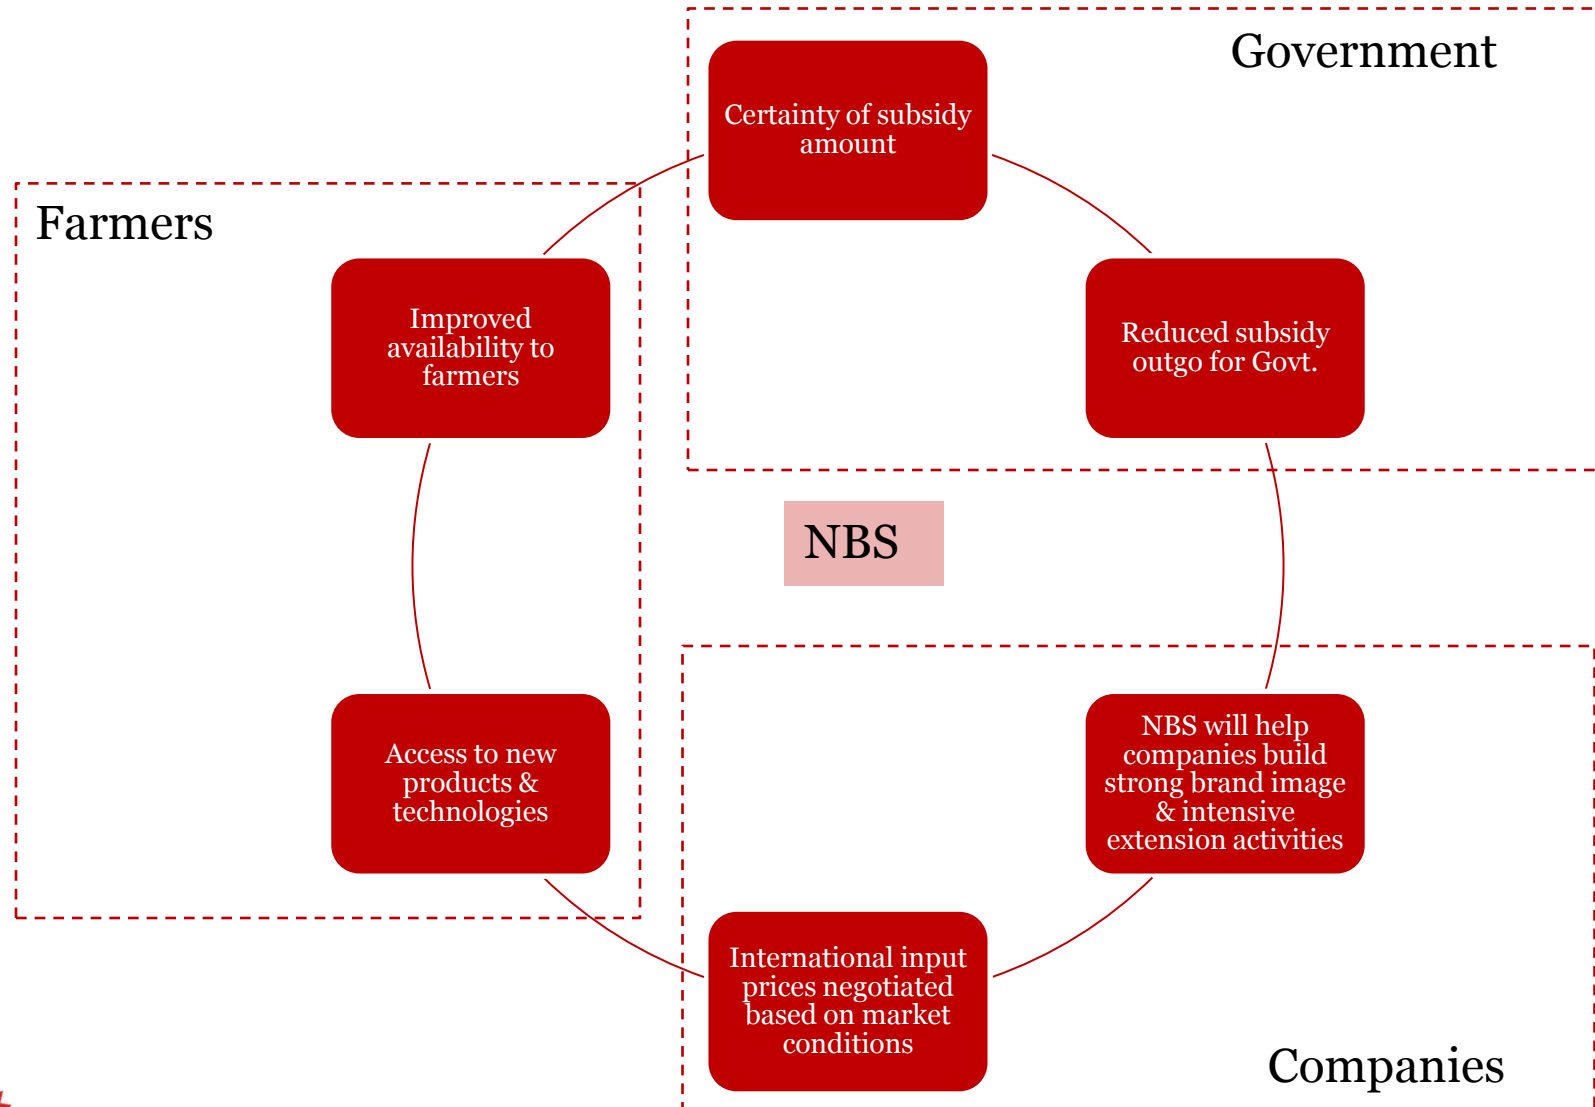 Government
Certainty of subsidy
amount
Farmers
Improved
availability to
farmers
Reduced subsidy
outgo for Govt.
NBS
Access to new
products &
technologies
NBS will help
companies build
strong brand image
& intensive
extension activities
International input
prices negotiated
based on market
conditions
Companies